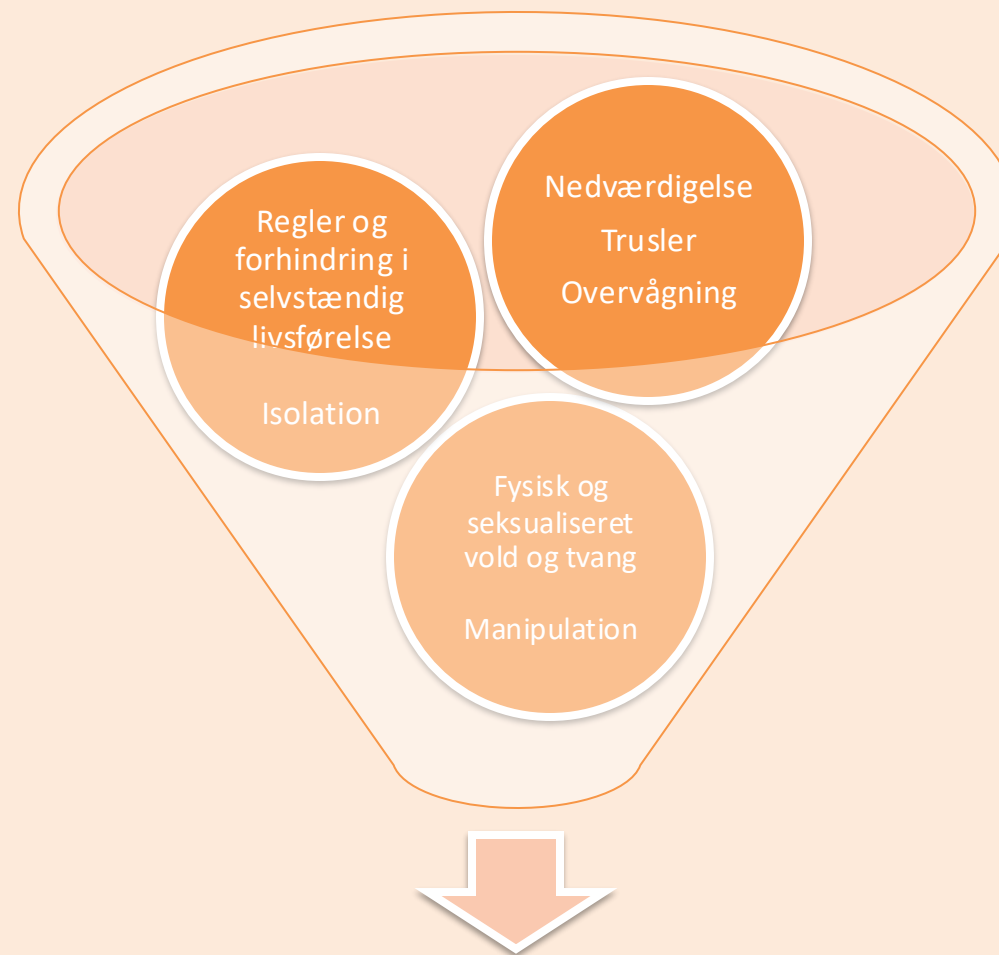 Regler og
forhindring i
selvstændig
livsførelse
Isolation
Nedværdigelse
Trusler
Overvågning
Fysisk og
seksualiseret
vold og tvang
Manipulation